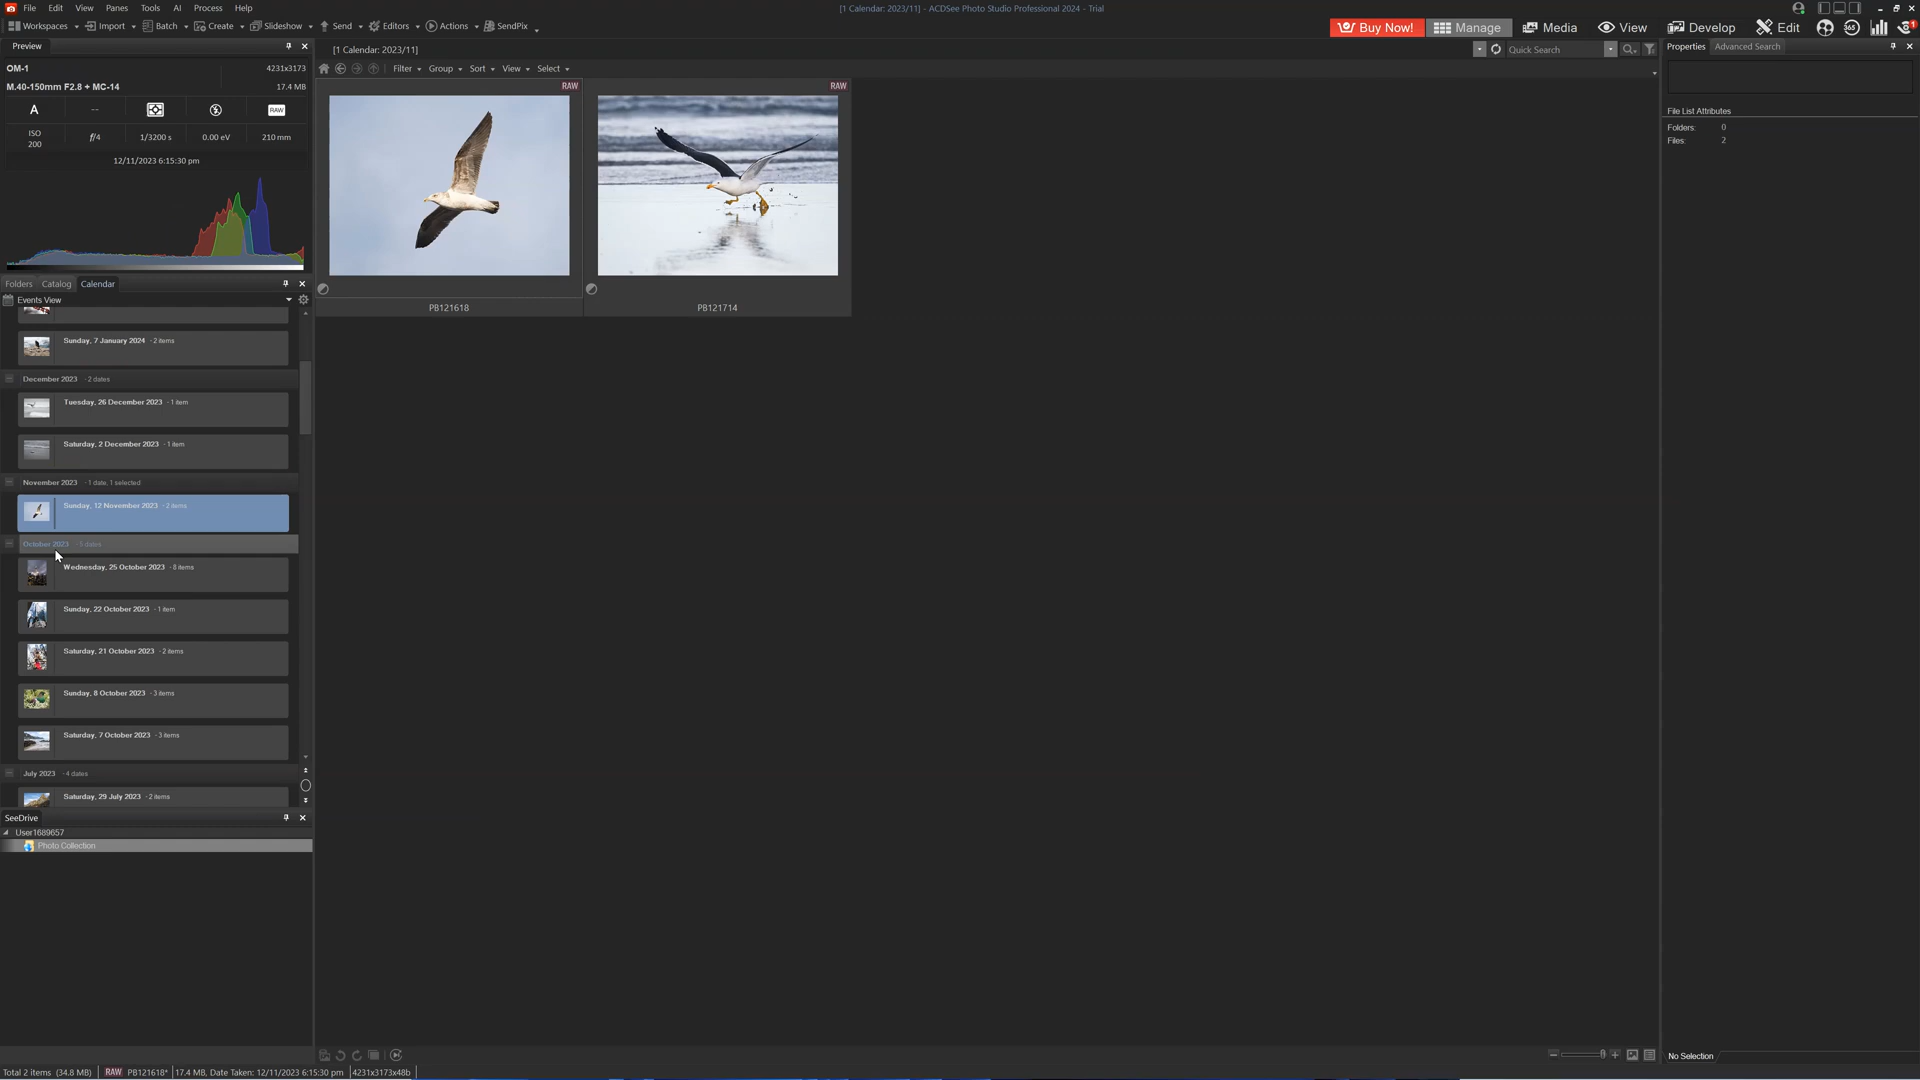 File Edit View Panes Tools AI Process Help
[1 Calendar: 2023/11] - ACDSee Photo Studio Professional 2024 - Trial
Workspaces Import Batch Create Slideshow Send Editors Actions SendPix
Buy Now! Manage Media View Develop Edit 365 1
Preview
OM-1 4231x3173
M.40-150mm F2.8 + MC-14 17.4 MB
A -- RAW
ISO 200 f/4 1/3200 s 0.00 eV 210 mm
12/11/2023 6:15:30 pm
Folders Catalog Calendar
Events View
Sunday, 7 January 2024 - 2 items
December 2023 - 2 dates
Tuesday, 26 December 2023 - 1 item
Saturday, 2 December 2023 - 1 item
November 2023 - 1 date, 1 selected
Sunday, 12 November 2023 - 2 items
October 2023 - 5 dates
Wednesday, 25 October 2023 - 8 items
Sunday, 22 October 2023 - 1 item
Saturday, 21 October 2023 - 2 items
Sunday, 8 October 2023 - 3 items
Saturday, 7 October 2023 - 3 items
July 2023 - 4 dates
Saturday, 29 July 2023 - 2 items
SeeDrive
User1689657
Photo Collection
[1 Calendar: 2023/11]
Quick Search
Filter Group Sort View Select
RAW RAW
PB121618 PB121714
Properties Advanced Search
File List Attributes
Folders: 0
Files: 2
No Selection
Total 2 items (34.8 MB) RAW PB121618* 17.4 MB, Date Taken: 12/11/2023 6:15:30 pm 4231x3173x48b